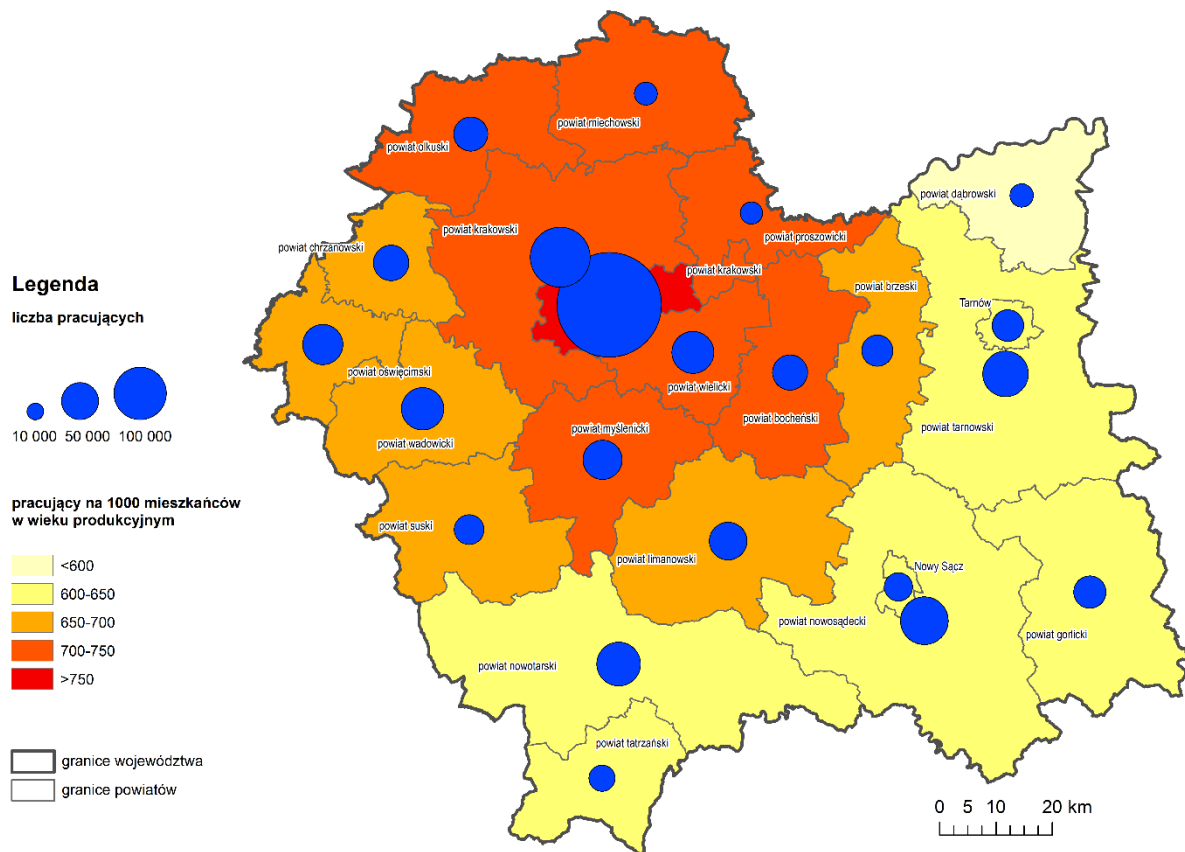 powiat miechowski
powiat olkuski
powiat dąbrowski
powiat krakowski
powiat proszowicki
powiat chrzanowski
powiat krakowski
powiat brzeski
Tarnów
powiat oświęcimski
powiat wielicki
powiat bocheński
powiat tarnowski
powiat myślenicki
powiat wadowicki
powiat suski
powiat limanowski
Nowy Sącz
powiat nowosądecki
powiat gorlicki
powiat nowotarski
powiat tatrzański
Legenda
liczba pracujących
10 000 50 000 100 000
pracujący na 1000 mieszkańców
w wieku produkcyjnym
<600
600-650
650-700
700-750
>750
granice województwa
granice powiatów
0 5 10 20 km